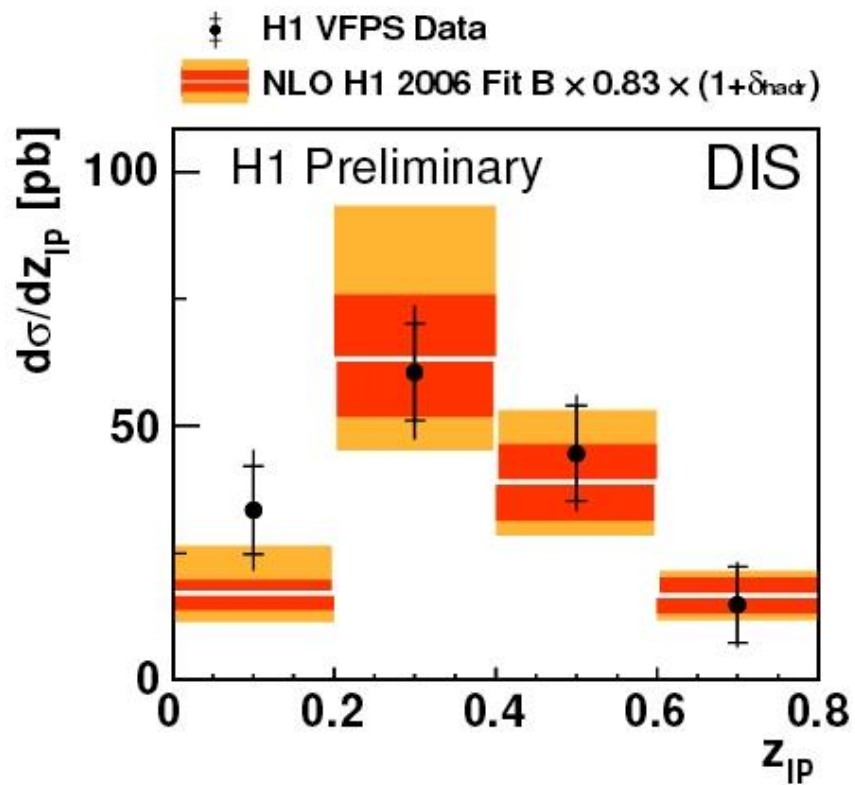 H1 VFPS Data
NLO H1 2006 Fit B × 0.83 × (1+δhadr)
H1 Preliminary
DIS
dσ/dzIP [pb]
100
50
0
0 0.2 0.4 0.6 0.8
zIP